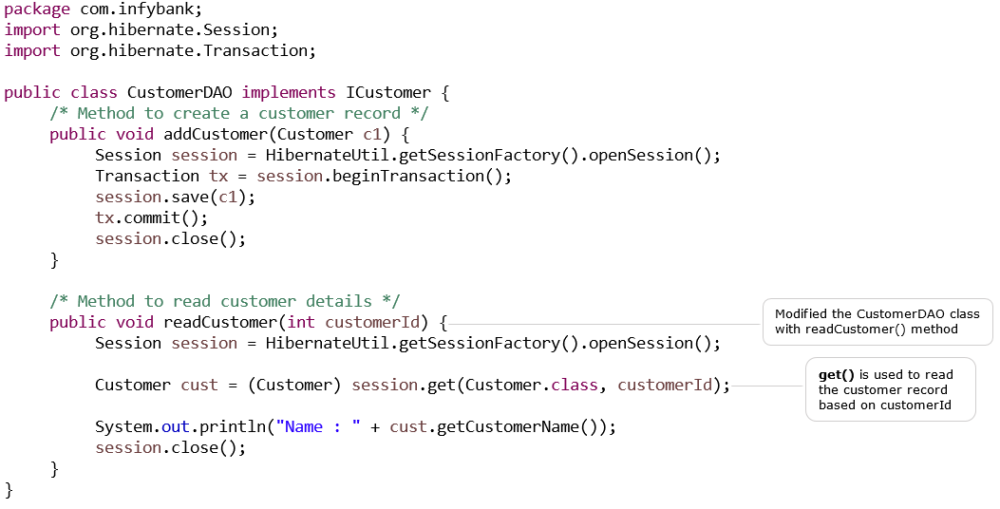 package com.infybank;
import org.hibernate.Session;
import org.hibernate.Transaction;
public class CustomerDAO implements ICustomer {
/* Method to create a customer record */
public void addCustomer(Customer c1) {
Session session = HibernateUtil.getSessionFactory().openSession();
Transaction tx = session.beginTransaction();
session.save(c1);
tx.commit();
session.close();
}
/* Method to read customer details */
public void readCustomer(int customerId) {
Session session = HibernateUtil.getSessionFactory().openSession();
Customer cust = (Customer) session.get(Customer.class, customerId);
System.out.println("Name : " + cust.getCustomerName());
session.close();
}
}
Modified the CustomerDAO class
with readCustomer() method
get() is used to read
the customer record
based on customerId